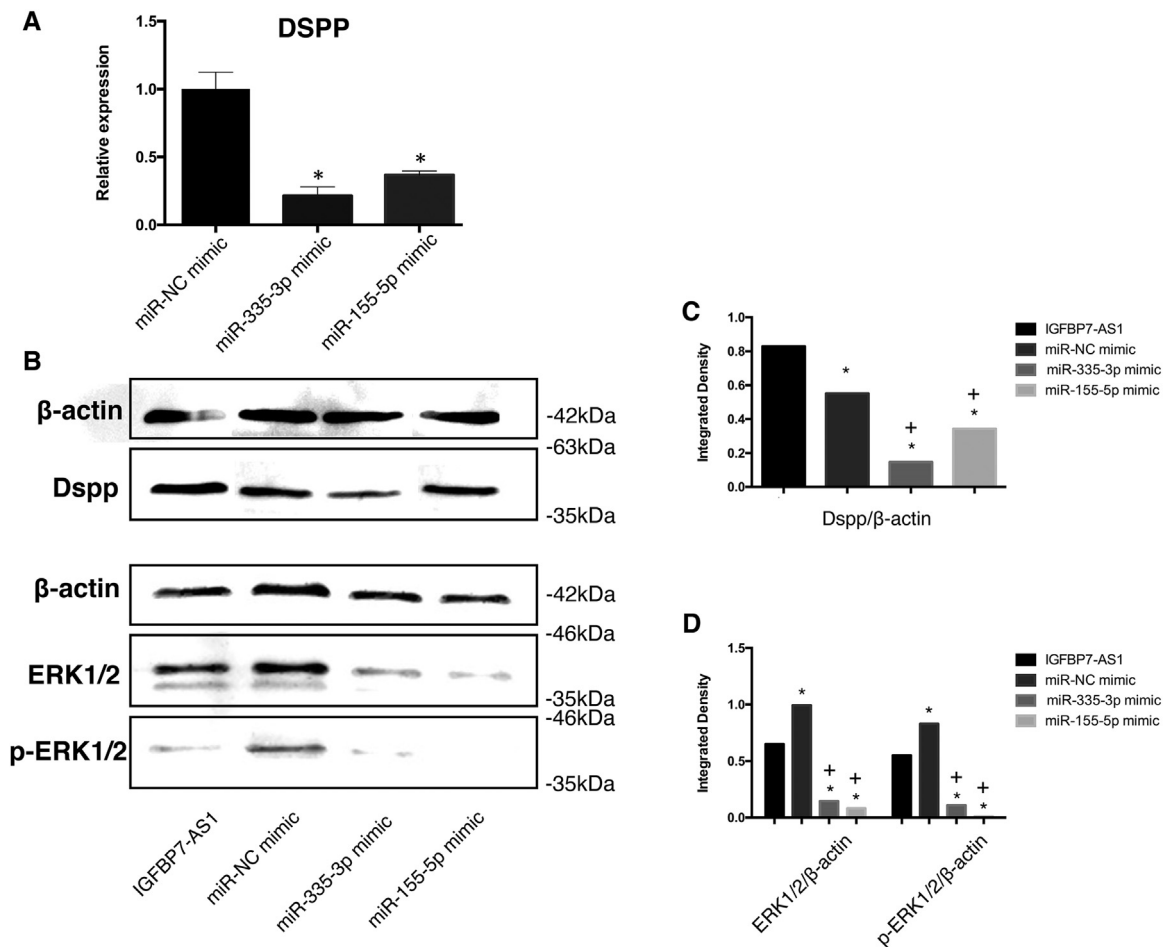 A
DSPP
Relative expression
1.5
1.0
0.5
0.0
*
*
miR-NC mimic
miR-335-3p mimic
miR-155-5p mimic
B
β-actin
-42kDa
-63kDa
Dspp
-35kDa
β-actin
-42kDa
-46kDa
ERK1/2
-35kDa
-46kDa
p-ERK1/2
-35kDa
IGFBP7-AS1
miR-NC mimic
miR-335-3p mimic
miR-155-5p mimic
C
Integrated Density
1.0
0.8
0.6
0.4
0.2
0.0
*
+
*
+
*
Dspp/β-actin
IGFBP7-AS1
miR-NC mimic
miR-335-3p mimic
miR-155-5p mimic
D
Integrated Density
1.5
1.0
0.5
0.0
*
+
*
+
*
*
+
*
+
*
ERK1/2/β-actin
p-ERK1/2/β-actin
IGFBP7-AS1
miR-NC mimic
miR-335-3p mimic
miR-155-5p mimic